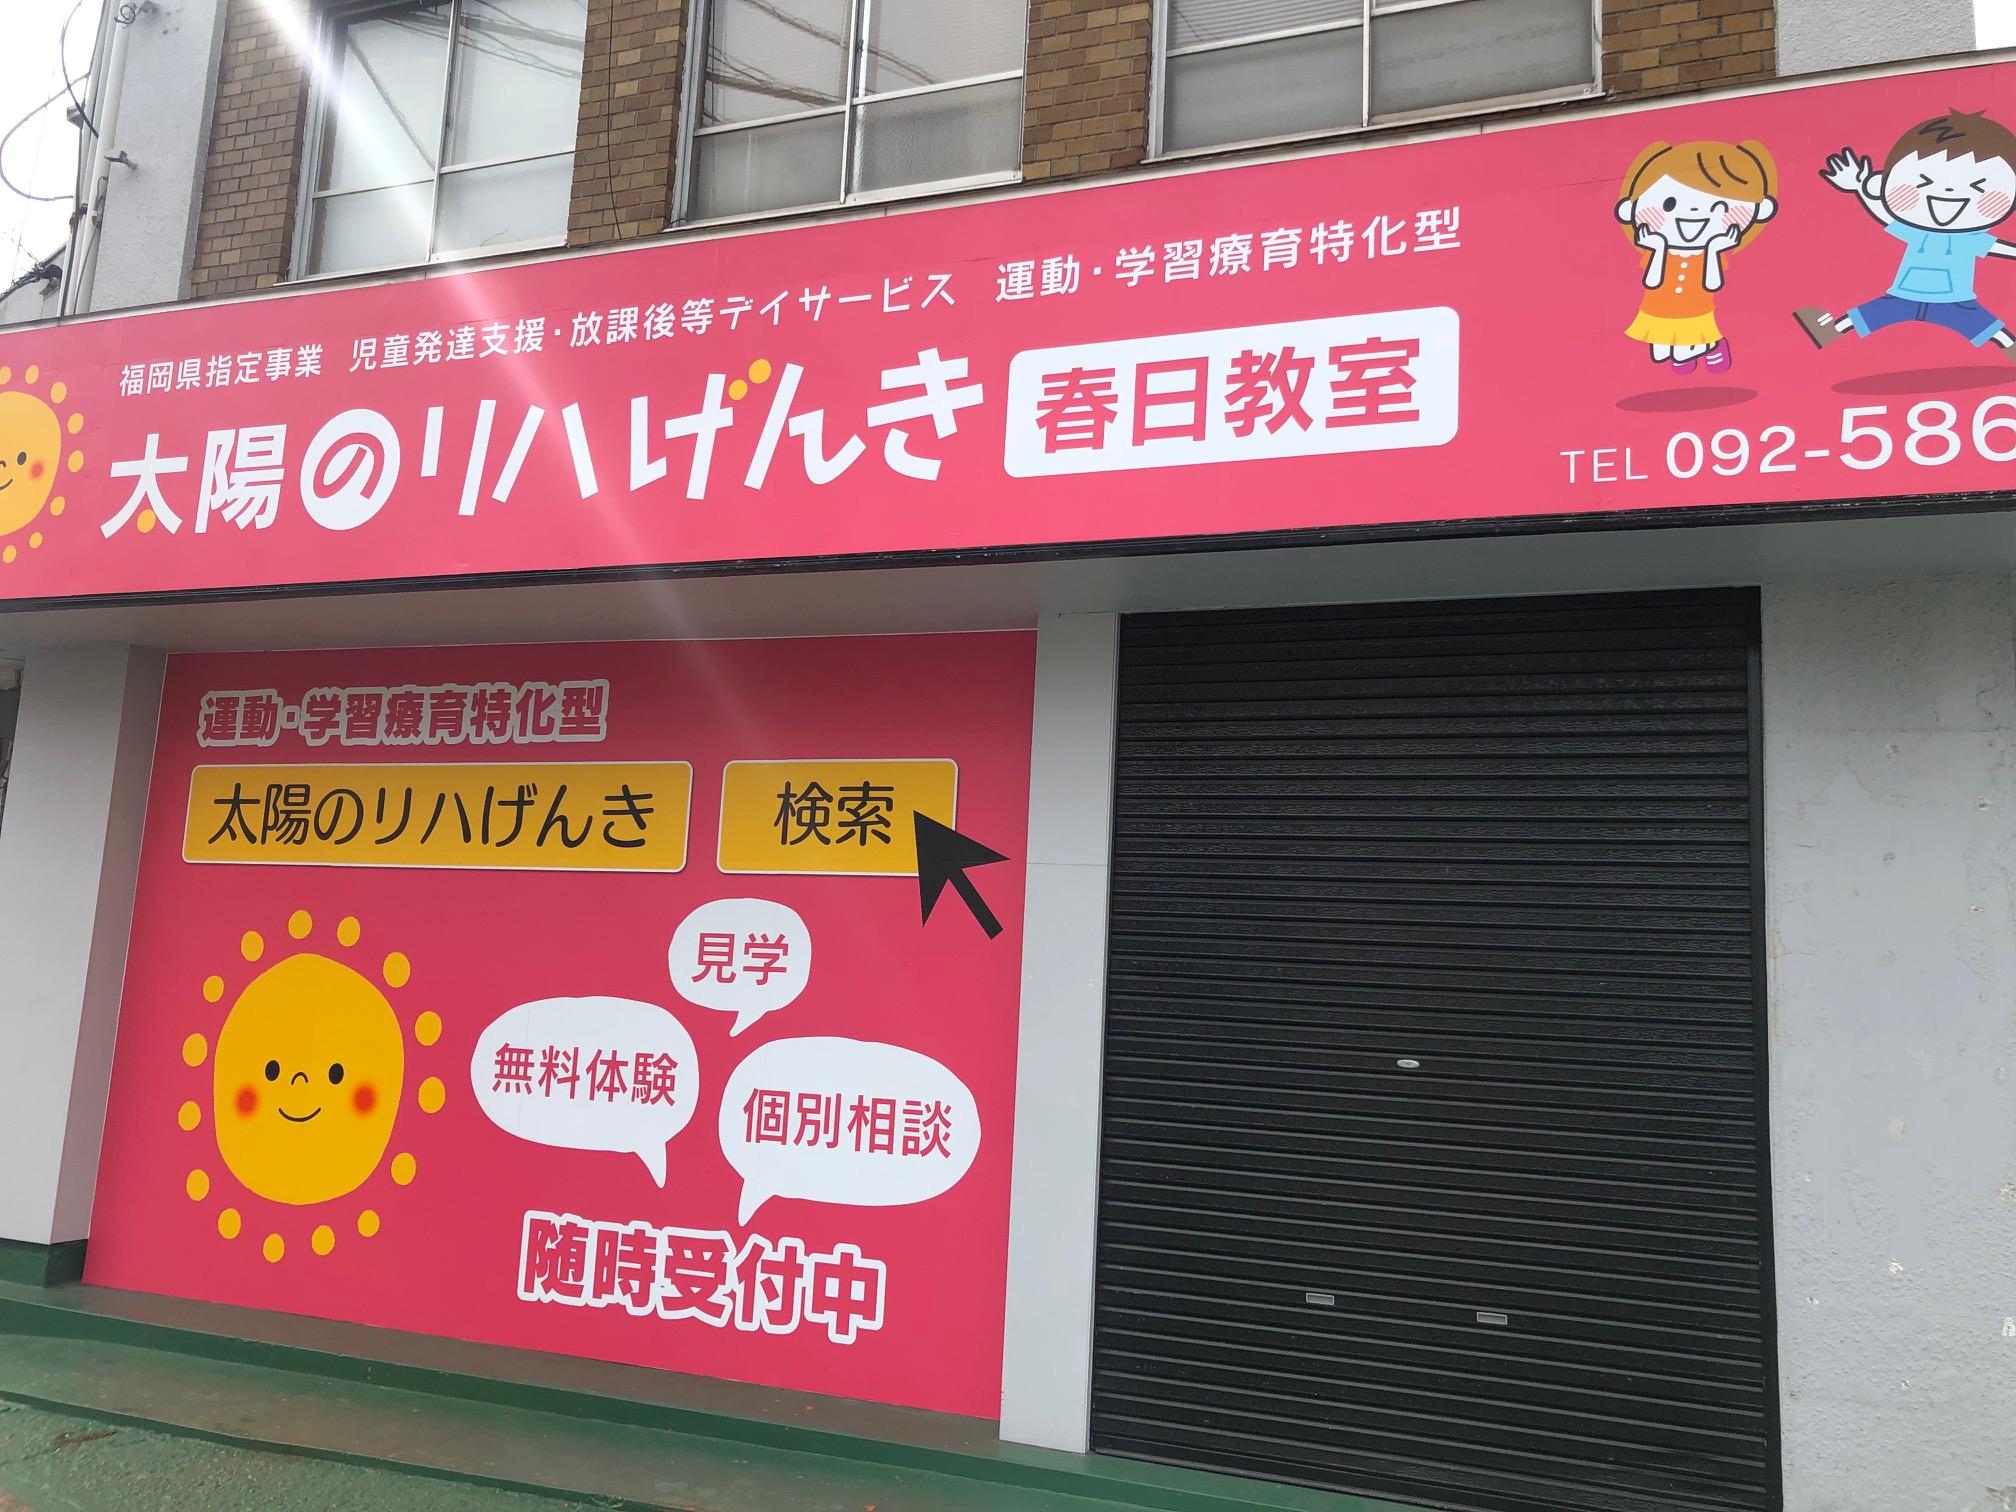 福岡県指定事業 児童発達支援・放課後等デイサービス 運動・学習療育特化型
太陽のリハげんき 春日教室
TEL 092-586
運動・学習療育特化型
太陽のリハげんき 検索
見学
無料体験
個別相談
随時受付中